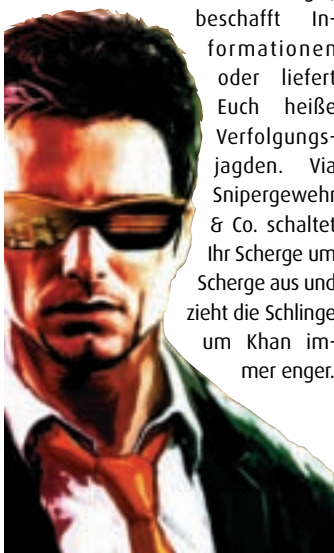 beschafft In-
formationen
oder liefert
Euch heiße
Verfolgungs-
jagden. Via
Snipergewehr
& Co. schaltet
Ihr Scherge um
Scherge aus und
zieht die Schlinge
um Khan im-
mer enger.